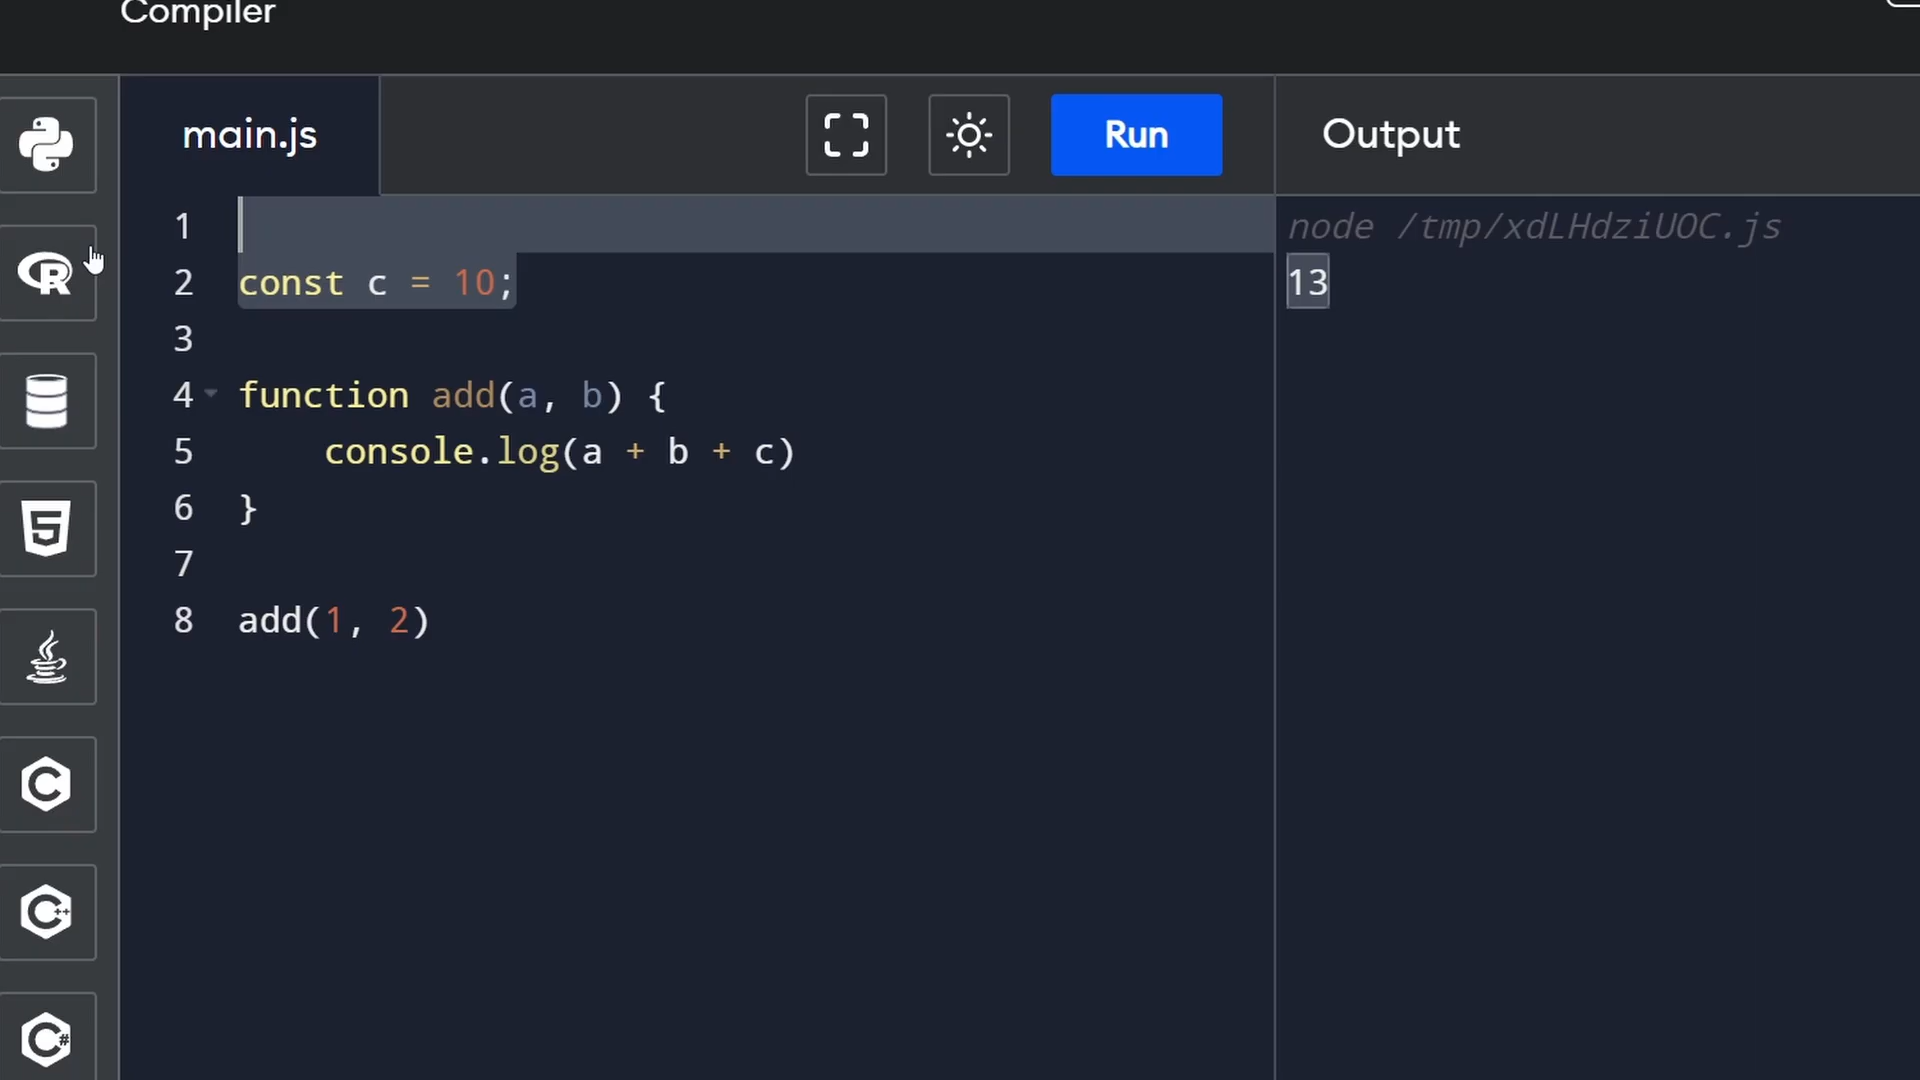 Compiler
main.js
Run
Output
1
2 const c = 10;
3
4 function add(a, b) {
5 console.log(a + b + c)
6 }
7
8 add(1, 2)
node /tmp/xdLHdziUOC.js
13
R
5
C
C++
C#